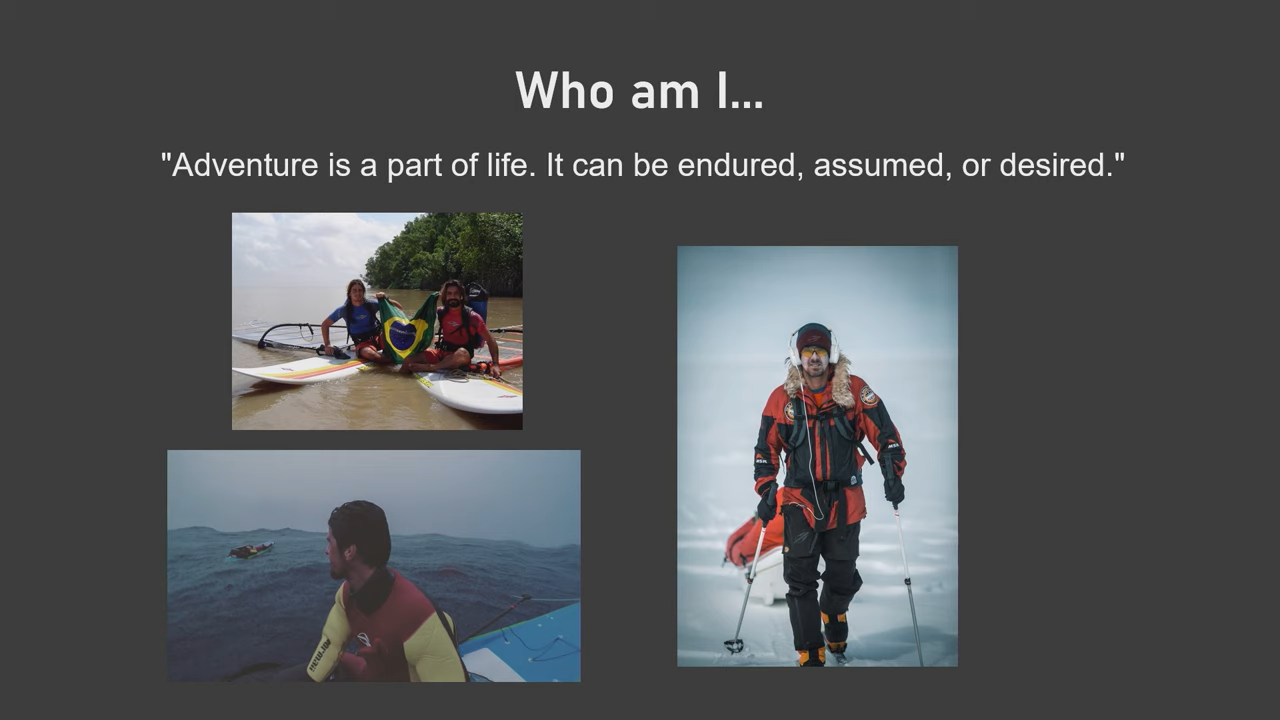 Who am I...
"Adventure is a part of life. It can be endured, assumed, or desired."